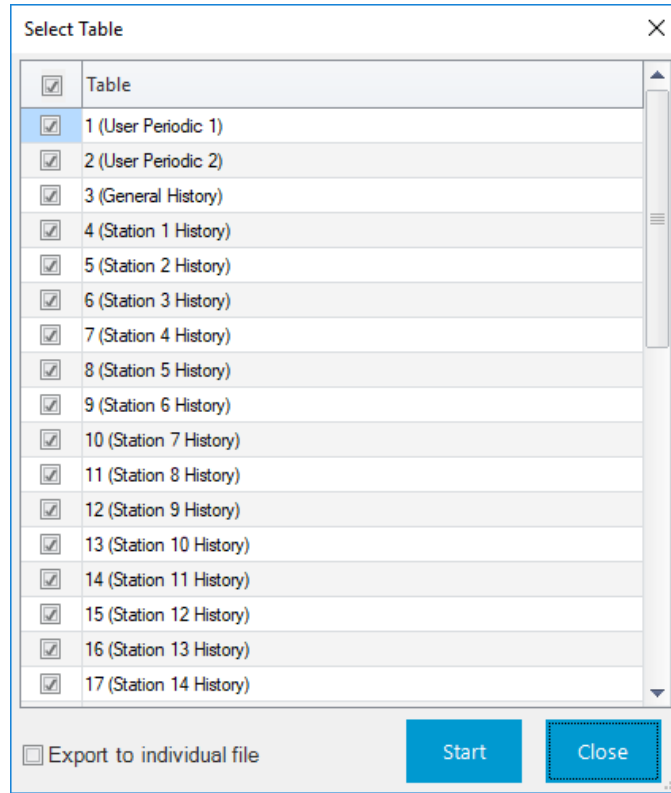 Select Table
Table
1 (User Periodic 1)
2 (User Periodic 2)
3 (General History)
4 (Station 1 History)
5 (Station 2 History)
6 (Station 3 History)
7 (Station 4 History)
8 (Station 5 History)
9 (Station 6 History)
10 (Station 7 History)
11 (Station 8 History)
12 (Station 9 History)
13 (Station 10 History)
14 (Station 11 History)
15 (Station 12 History)
16 (Station 13 History)
17 (Station 14 History)
Export to individual file Start Close